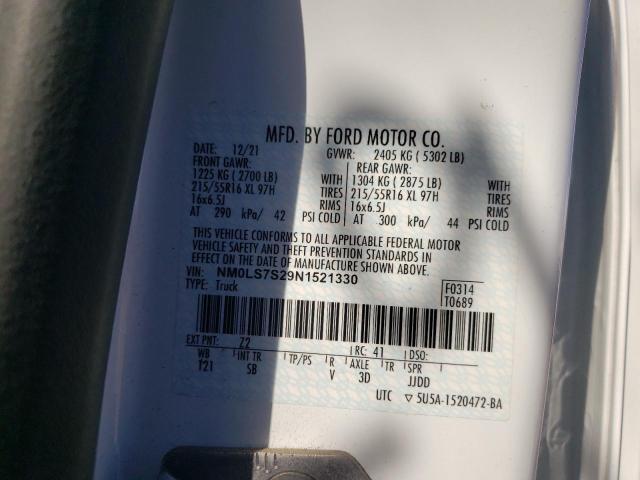 MFD. BY FORD MOTOR CO.
DATE: 12/21 GVWR: 2405 KG ( 5302 LB)
FRONT GAWR: REAR GAWR:
1225 KG ( 2700 LB) WITH 1304 KG ( 2875 LB) WITH
215/55R16 XL 97H TIRES 215/55R16 XL 97H TIRES
16x6.5J RIMS 16x6.5J RIMS
AT 290 kPa/ 42 PSI COLD AT 300 kPa/ 44 PSI COLD
THIS VEHICLE CONFORMS TO ALL APPLICABLE FEDERAL MOTOR
VEHICLE SAFETY AND THEFT PREVENTION STANDARDS IN
EFFECT ON THE DATE OF MANUFACTURE SHOWN ABOVE.
VIN: NM0LS7S29N1521330 F0314
TYPE: Truck T0689
EXT PNT: Z2 RC: 41 DSO:
WB INT TR TP/PS R AXLE TR SPR
T21 SB V 3D JJDD
UTC ▽ 5U5A-1520472-BA